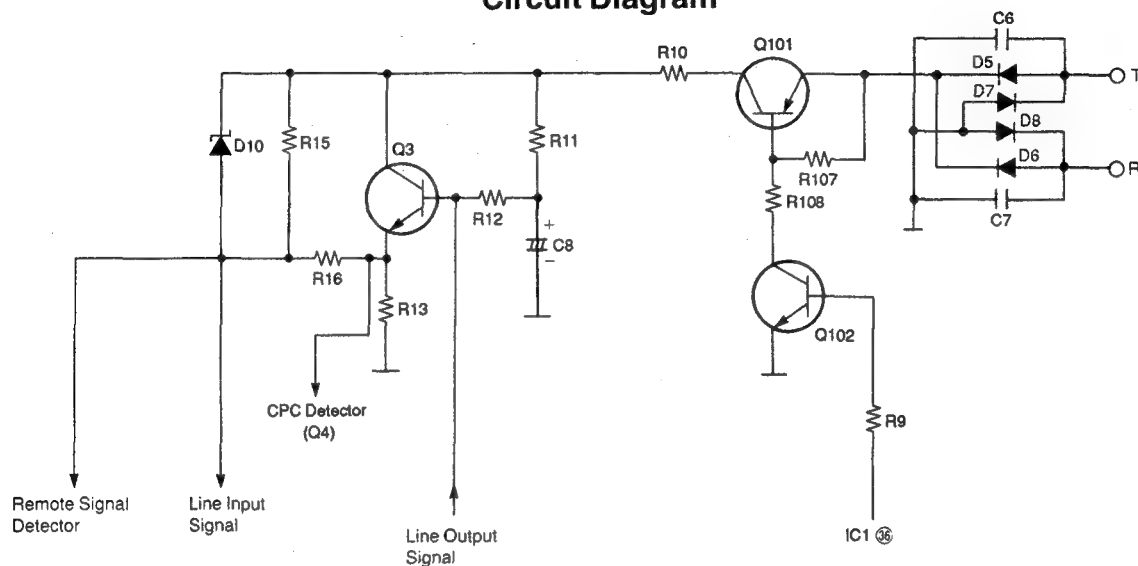 Circuit Diagram
C6
Q101
R10
D5
T
D7
D8
D10
R15
Q3
R11
D6
R
R107
R12
R108
C7
+
C8
−
R16
R13
Q102
CPC Detector
(Q4)
R9
Remote Signal
Detector
Line Input
Signal
Line Output
Signal
IC1 ㊱